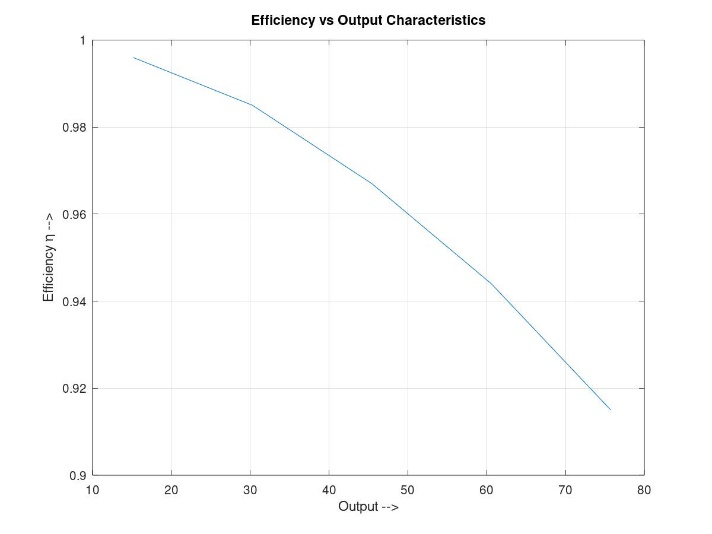 Efficiency vs Output Characteristics
1
0.98
0.96
0.94
0.92
0.9
Efficiency η -->
10 20 30 40 50 60 70 80
Output -->